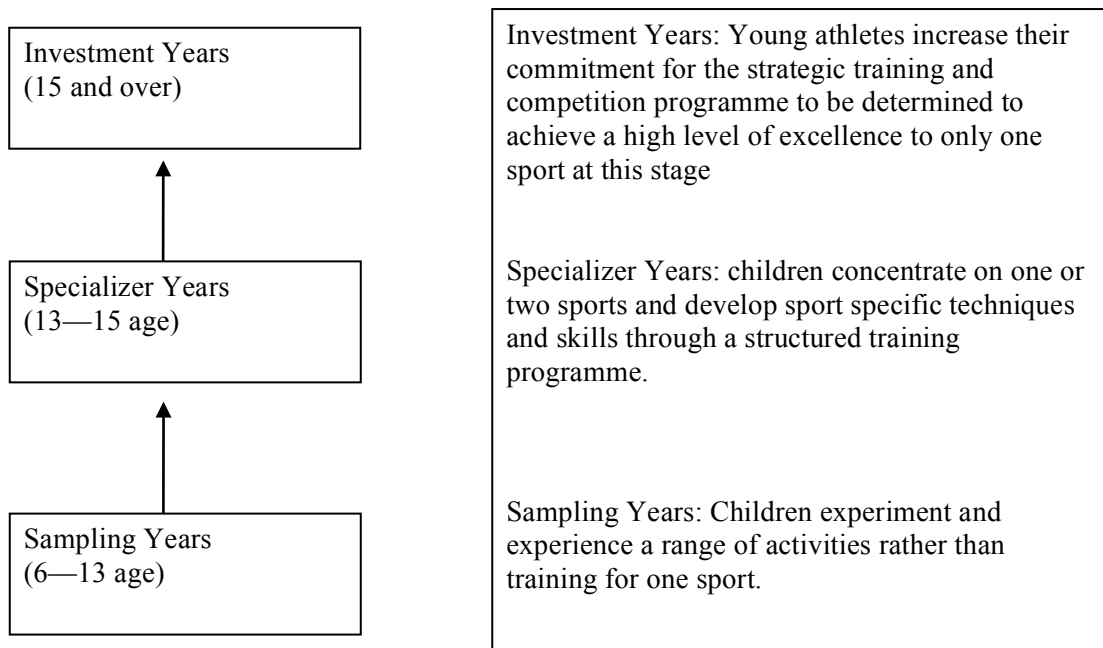 Investment Years
(15 and over)
Investment Years: Young athletes increase their
commitment for the strategic training and
competition programme to be determined to
achieve a high level of excellence to only one
sport at this stage
Specializer Years
(13—15 age)
Specializer Years: children concentrate on one or
two sports and develop sport specific techniques
and skills through a structured training
programme.
Sampling Years
(6—13 age)
Sampling Years: Children experiment and
experience a range of activities rather than
training for one sport.